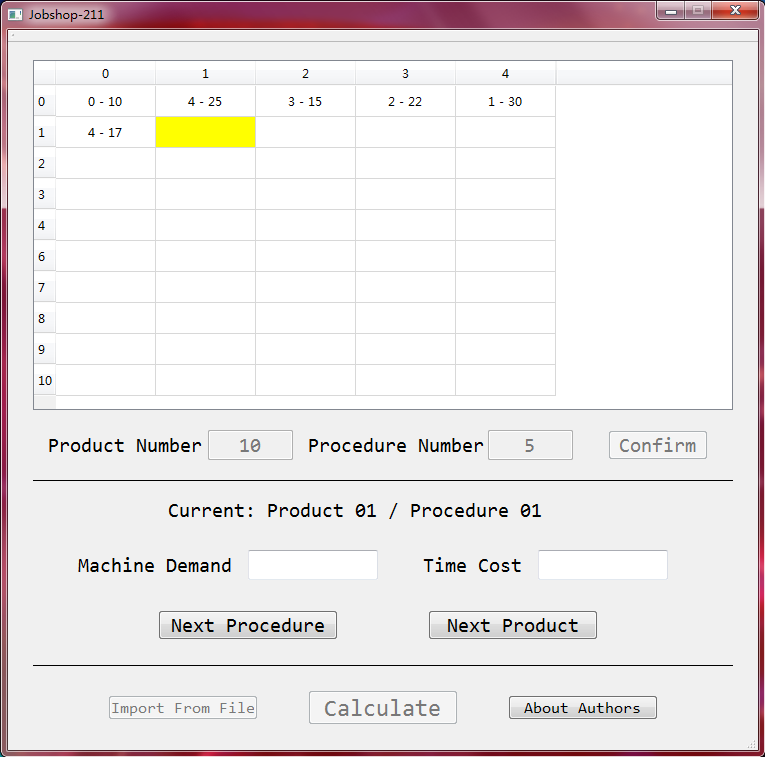 Jobshop-211
0 1 2 3 4
0 0 - 10 4 - 25 3 - 15 2 - 22 1 - 30
1 4 - 17
2
3
4
5
6
7
8
9
10
Product Number 10 Procedure Number 5 Confirm
Current: Product 01 / Procedure 01
Machine Demand Time Cost
Next Procedure Next Product
Import From File Calculate About Authors